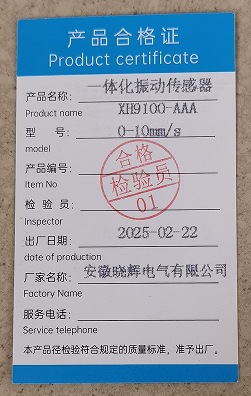 产品合格证
Product certificate
产品名称： 一体化振动传感器
Product name XH9100-AAA
型 号： 0-10mm/s
model
产品编号：
Item No
合格
检验员
01
检 验 员：
Inspector
出厂日期： 2025-02-22
date of production
厂家名称： 安徽晓辉电气有限公司
Factory Name
服务电话：
Service telephone
本产品径检验符合规定的质量标准，准予出厂。